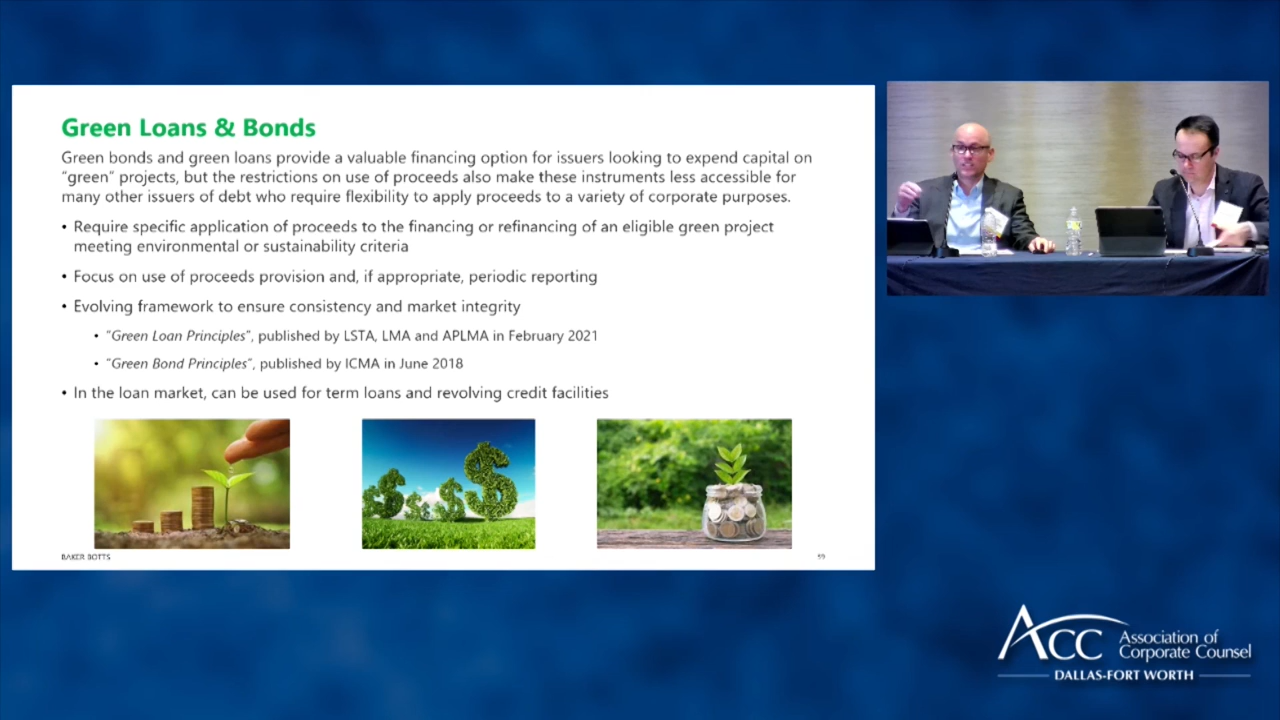 Green Loans & Bonds
Green bonds and green loans provide a valuable financing option for issuers looking to expend capital on
“green” projects, but the restrictions on use of proceeds also make these instruments less accessible for
many other issuers of debt who require flexibility to apply proceeds to a variety of corporate purposes.
• Require specific application of proceeds to the financing or refinancing of an eligible green project
meeting environmental or sustainability criteria
• Focus on use of proceeds provision and, if appropriate, periodic reporting
• Evolving framework to ensure consistency and market integrity
• “Green Loan Principles”, published by LSTA, LMA and APLMA in February 2021
• “Green Bond Principles”, published by ICMA in June 2018
• In the loan market, can be used for term loans and revolving credit facilities
BAKER BOTTS
59
ACC Association of
Corporate Counsel
DALLAS-FORT WORTH